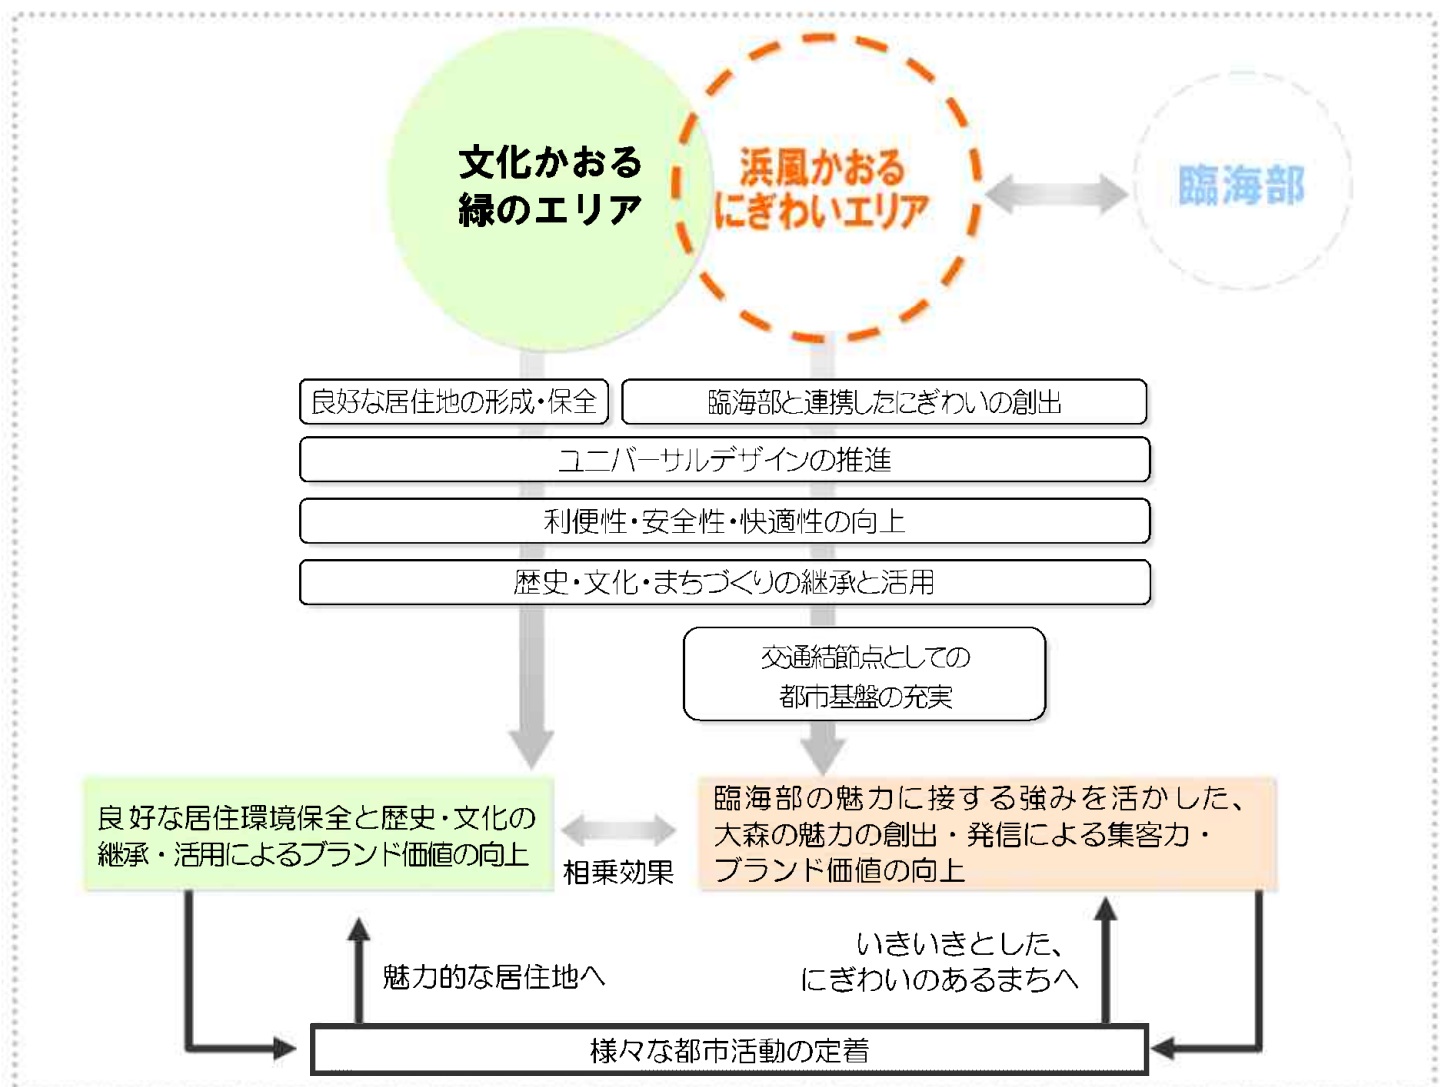 文化かおる
緑のエリア
浜風かおる
にぎわいエリア
臨海部
良好な居住地の形成・保全
臨海部と連携したにぎわいの創出
ユニバーサルデザインの推進
利便性・安全性・快適性の向上
歴史・文化・まちづくりの継承と活用
交通結節点としての
都市基盤の充実
良好な居住環境保全と歴史・文化の
継承・活用によるブランド価値の向上
相乗効果
臨海部の魅力に接する強みを活かした、
大森の魅力の創出・発信による集客力・
ブランド価値の向上
魅力的な居住地へ
いきいきとした、
にぎわいのあるまちへ
様々な都市活動の定着